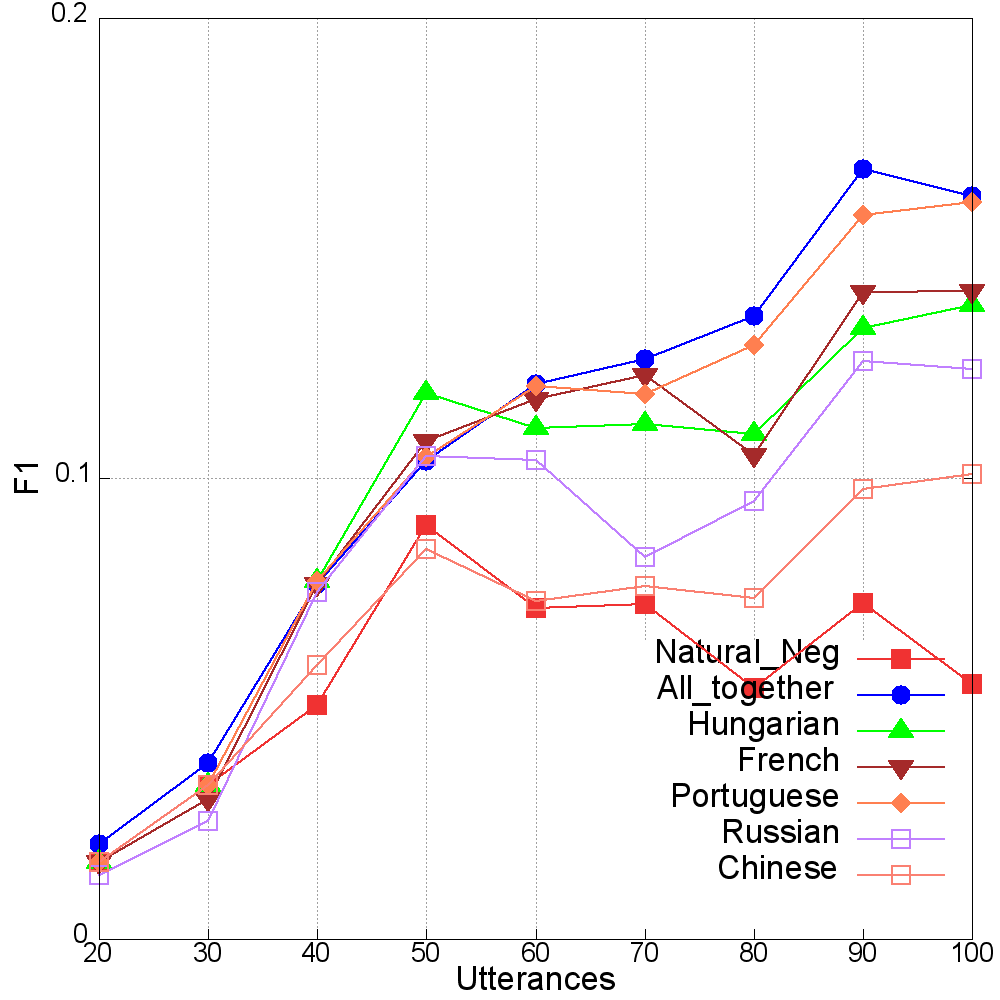 0.2
0.1
0
F1
20 30 40 50 60 70 80 90 100
Utterances
Natural_Neg
All_together
Hungarian
French
Portuguese
Russian
Chinese